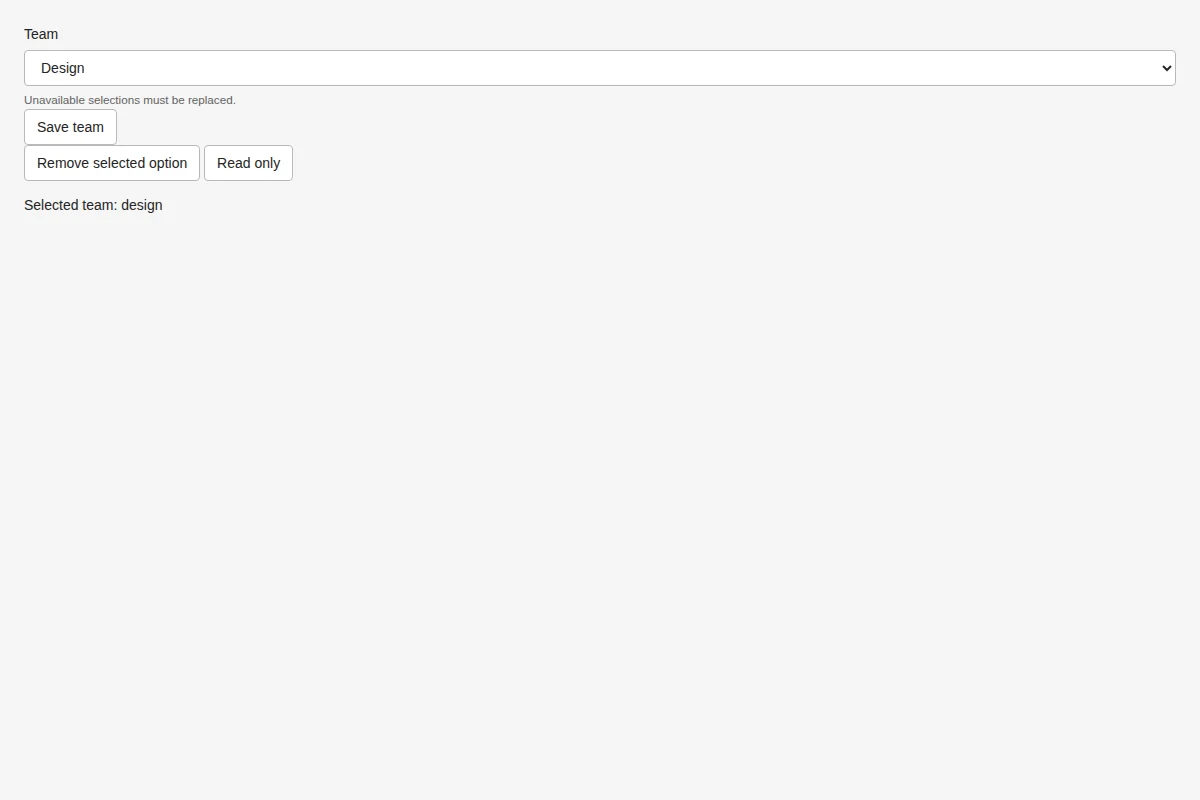 Team
Design
Unavailable selections must be replaced.
Save team
Remove selected option Read only
Selected team: design